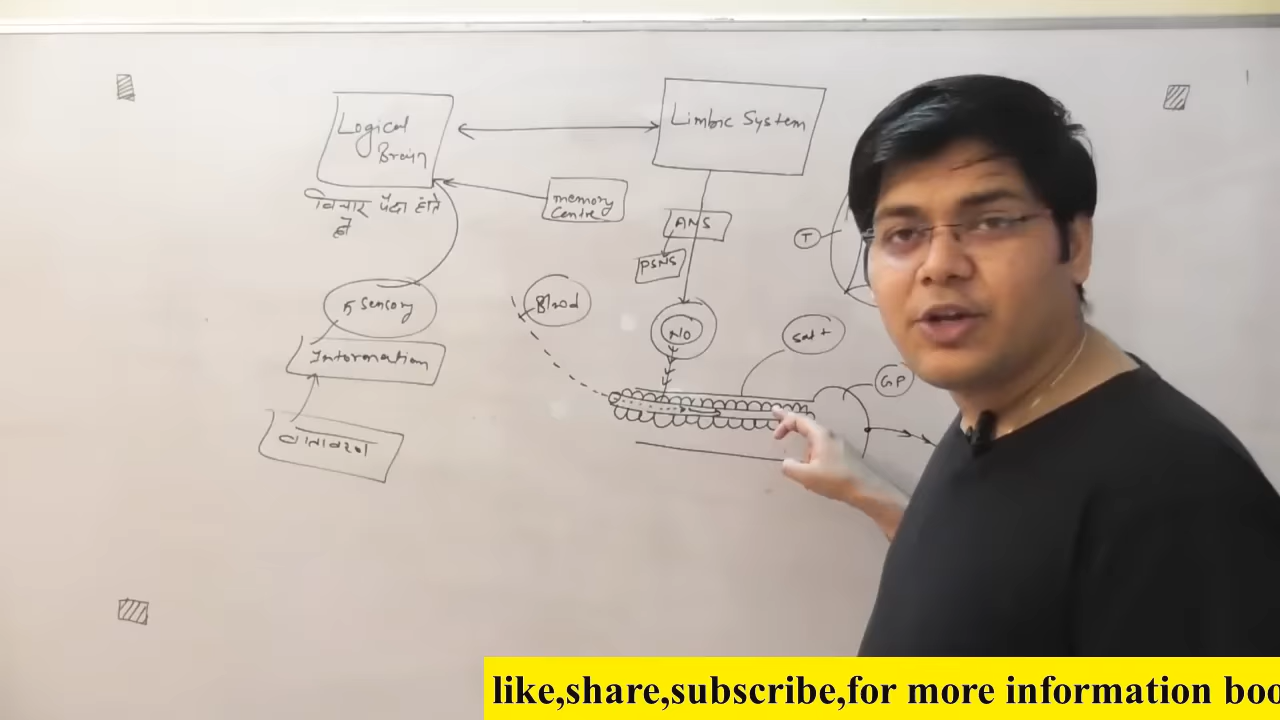 Logical
Brain
Limbic System
विचार पैदा होते
हैं
memory
centre
ANS
PSNS
T
5 Sensory
Information
वातावरण
Blood
NO
GP
like,share,subscribe,for more information boo